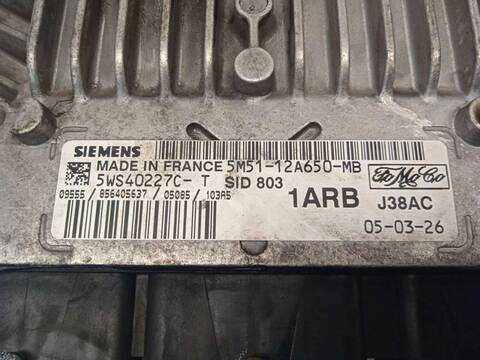 SIEMENS
MADE IN FRANCE 5M51-12A650-MB
5WS40227C- T SID 803
09555 / 856405637 / 05085 / 103A5
1ARB
FoMoCo
J38AC
05-03-26